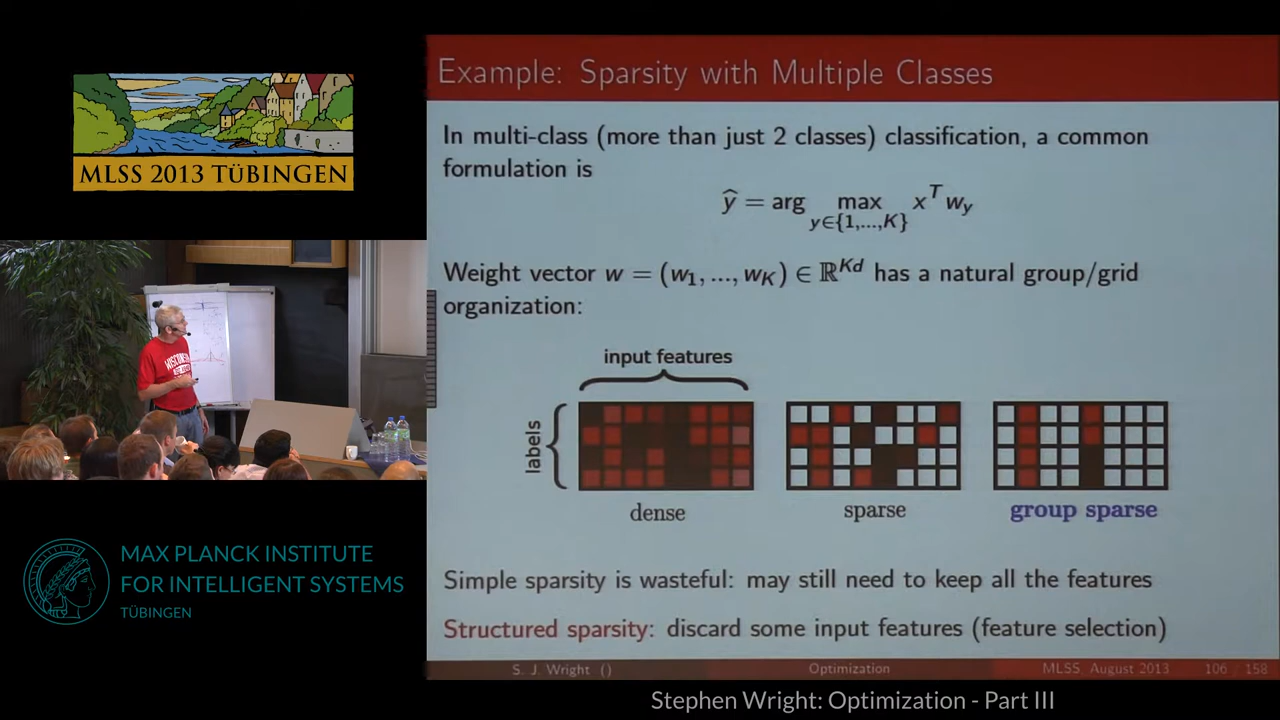 MLSS 2013 TÜBINGEN
WISCONSIN
MAX PLANCK INSTITUTE
FOR INTELLIGENT SYSTEMS
TÜBINGEN
Example: Sparsity with Multiple Classes
In multi-class (more than just 2 classes) classification, a common
formulation is
ŷ = arg max_{y∈{1,...,K}} x^T w_y
Weight vector w = (w_1, ..., w_K) ∈ ℝ^{Kd} has a natural group/grid
organization:
input features
labels
dense sparse group sparse
Simple sparsity is wasteful: may still need to keep all the features
Structured sparsity: discard some input features (feature selection)
S. J. Wright () Optimization MLSS, August 2013 106 / 158
Stephen Wright: Optimization - Part III